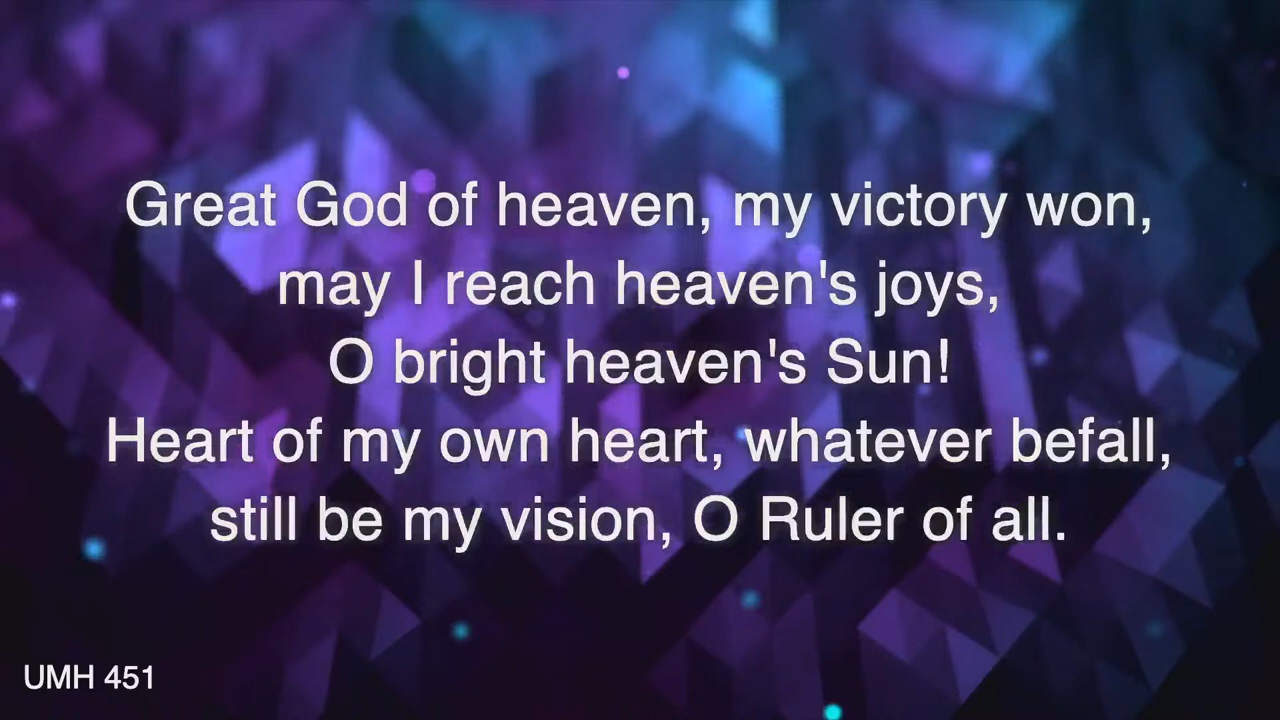 Great God of heaven, my victory won,
may I reach heaven's joys,
O bright heaven's Sun!
Heart of my own heart, whatever befall,
still be my vision, O Ruler of all.
UMH 451